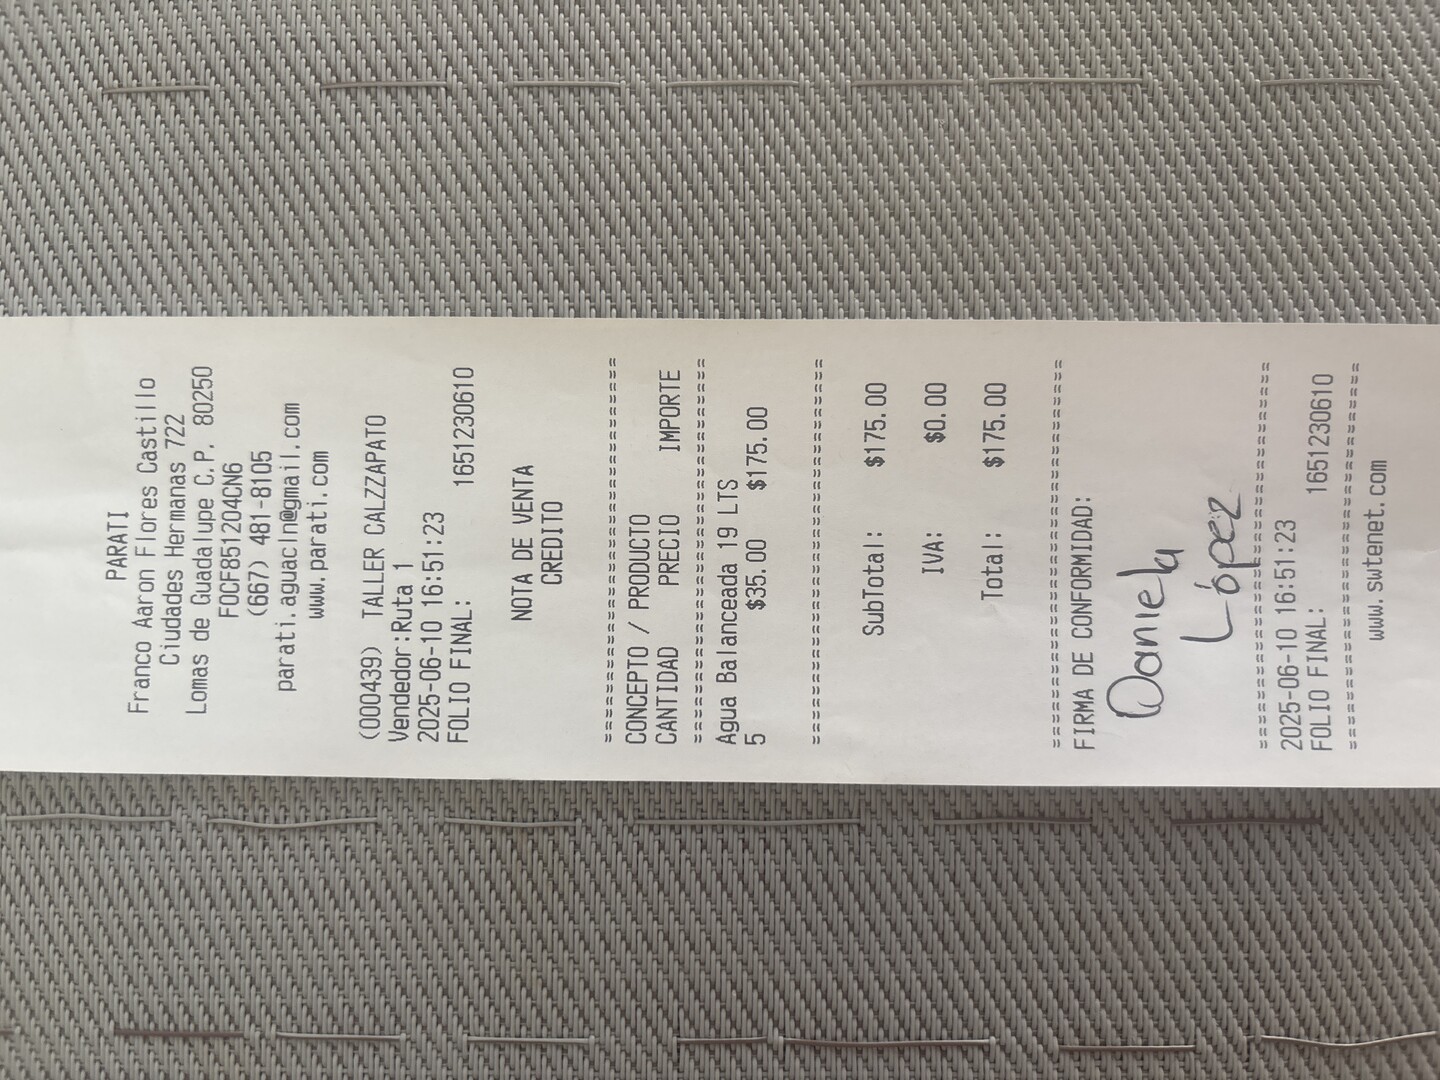 PARATI
Franco Aaron Flores Castillo
Ciudades Hermanas 722
Lomas de Guadalupe C.P. 80250
FOCF851204CN6
(667) 481-8105
parati.aguacln@gmail.com
www.parati.com
(000439) TALLER CALZZAPATO
Vendedor:Ruta 1
2025-06-10 16:51:23
FOLIO FINAL: 1651230610
NOTA DE VENTA
CREDITO
==============================
CONCEPTO / PRODUCTO
CANTIDAD PRECIO IMPORTE
==============================
Agua Balanceada 19 LTS
5 $35.00 $175.00
==============================
SubTotal: $175.00
IVA: $0.00
Total: $175.00
==============================
FIRMA DE CONFORMIDAD:
Daniela
López
==============================
2025-06-10 16:51:23
FOLIO FINAL: 1651230610
==============================
www.swtenet.com